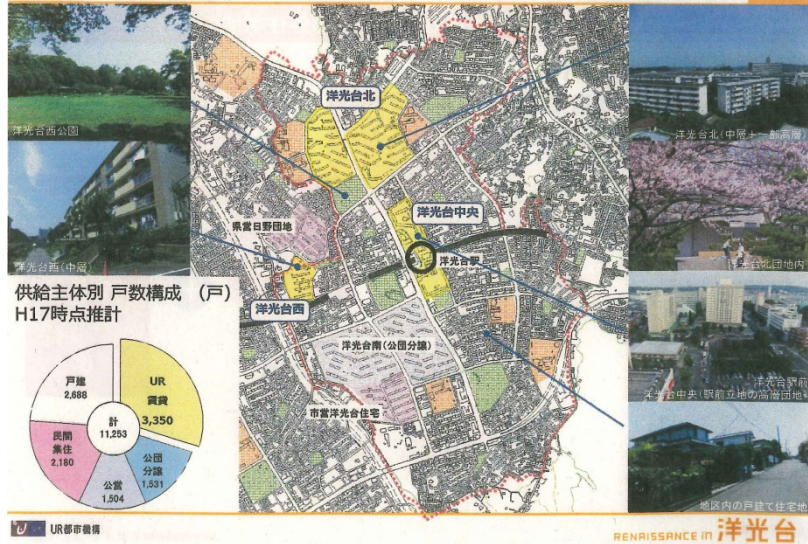 洋光台西公園
洋光台西(中層)
洋光台北
県営日野団地
洋光台中央
洋光台駅
洋光台西
洋光台南(公団分譲)
市営洋光台住宅
洋光台北(中層+一部高層)
洋光台北団地内
洋光台駅前
洋光台中央(駅前立地の高層団地)
地区内の戸建て住宅地
供給主体別 戸数構成 (戸)
H17時点推計
戸建
2,688
UR
賃貸
3,350
計
11,253
民間
集住
2,180
公営
1,504
公団
分譲
1,531
UR都市機構
RENAISSANCE in 洋光台